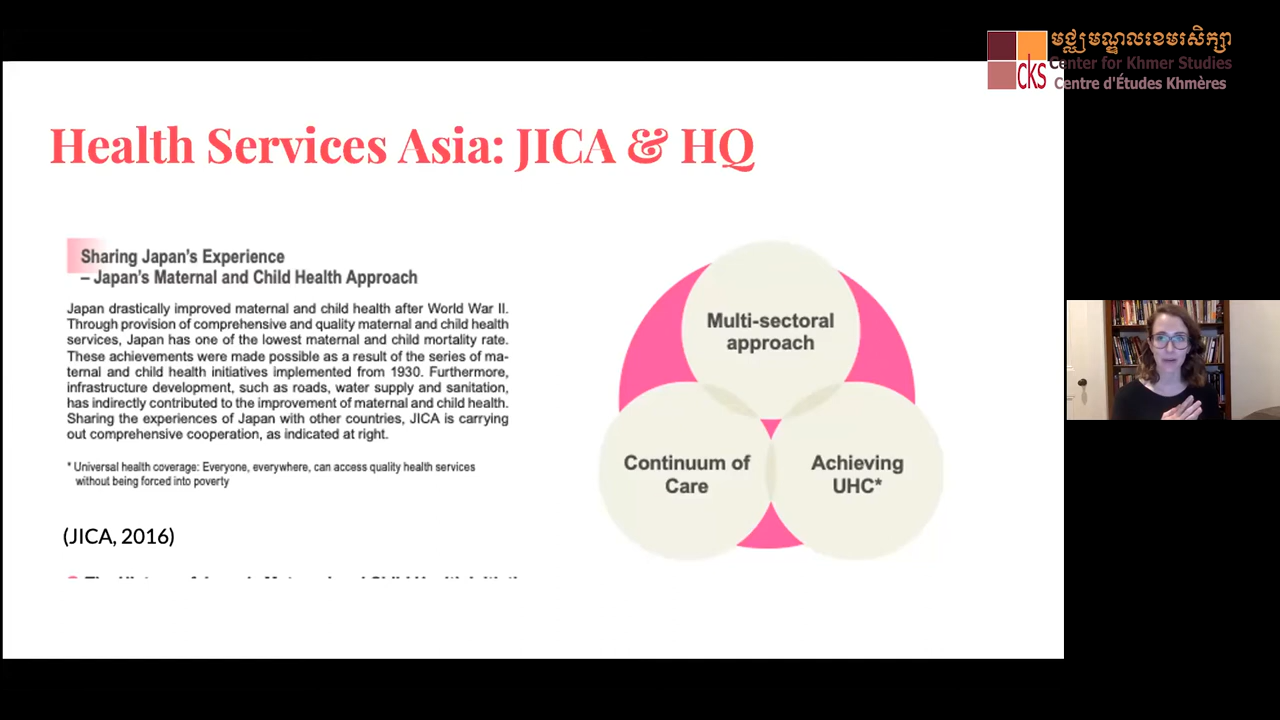 មជ្ឈមណ្ឌលខេមរសិក្សា
Center for Khmer Studies
Centre d'Études Khmères
CKS
Health Services Asia: JICA & HQ
Sharing Japan's Experience
– Japan's Maternal and Child Health Approach
Japan drastically improved maternal and child health after World War II.
Through provision of comprehensive and quality maternal and child health
services, Japan has one of the lowest maternal and child mortality rate.
These achievements were made possible as a result of the series of ma-
ternal and child health initiatives implemented from 1930. Furthermore,
infrastructure development, such as roads, water supply and sanitation,
has indirectly contributed to the improvement of maternal and child health.
Sharing the experiences of Japan with other countries, JICA is carrying
out comprehensive cooperation, as indicated at right.
* Universal health coverage: Everyone, everywhere, can access quality health services
without being forced into poverty
(JICA, 2016)
Multi-sectoral
approach
Continuum of
Care
Achieving
UHC*